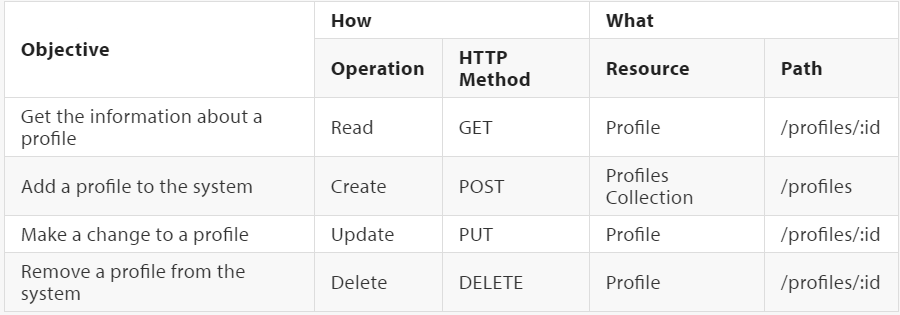 How What
Objective
Operation HTTP Method Resource Path
Get the information about a profile Read GET Profile /profiles/:id
Add a profile to the system Create POST Profiles Collection /profiles
Make a change to a profile Update PUT Profile /profiles/:id
Remove a profile from the system Delete DELETE Profile /profiles/:id